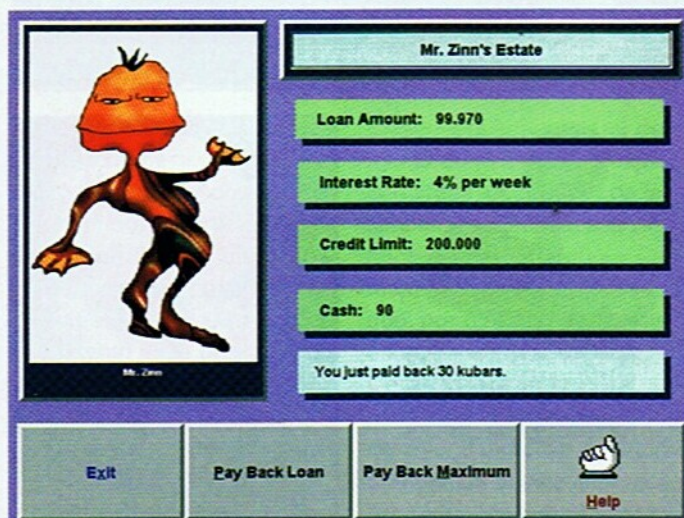 Mr. Zinn's Estate
Loan Amount: 99.970
Interest Rate: 4% per week
Credit Limit: 200.000
Cash: 90
You just paid back 30 kubars.
Mr. Zinn
Exit
Pay Back Loan
Pay Back Maximum
Help